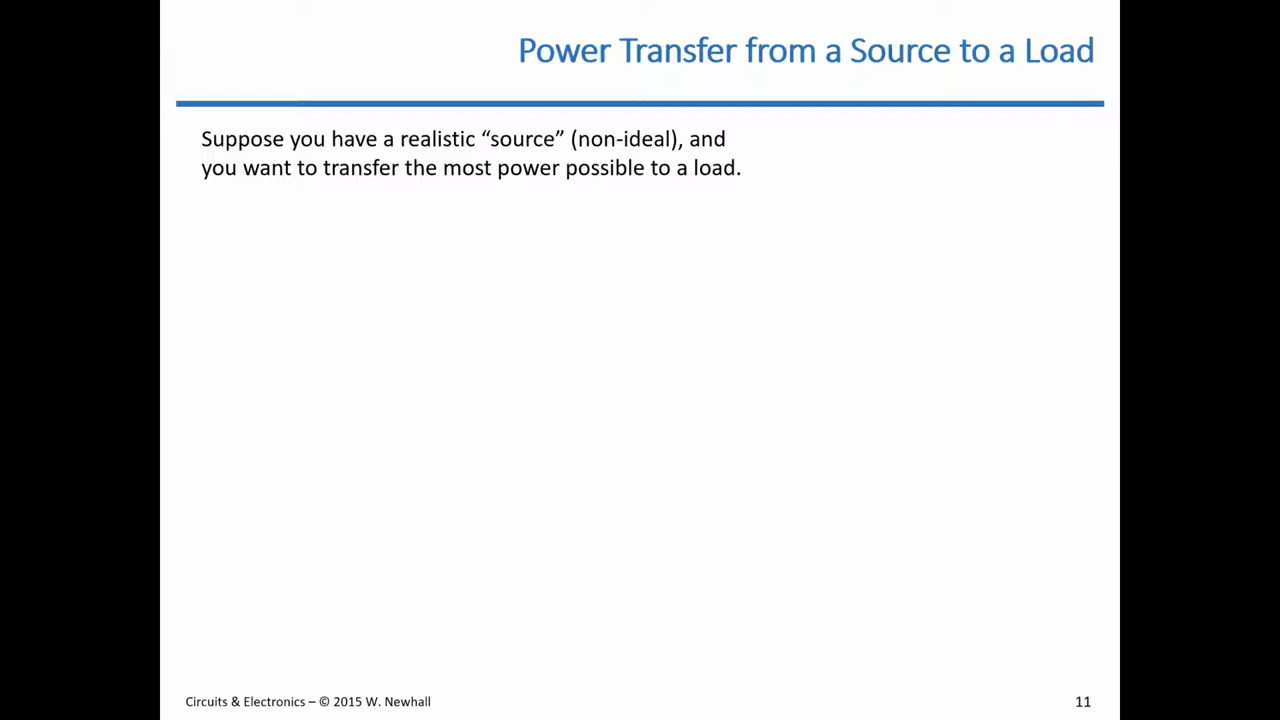 Power Transfer from a Source to a Load
Suppose you have a realistic “source” (non-ideal), and
you want to transfer the most power possible to a load.
Circuits & Electronics – © 2015 W. Newhall
11